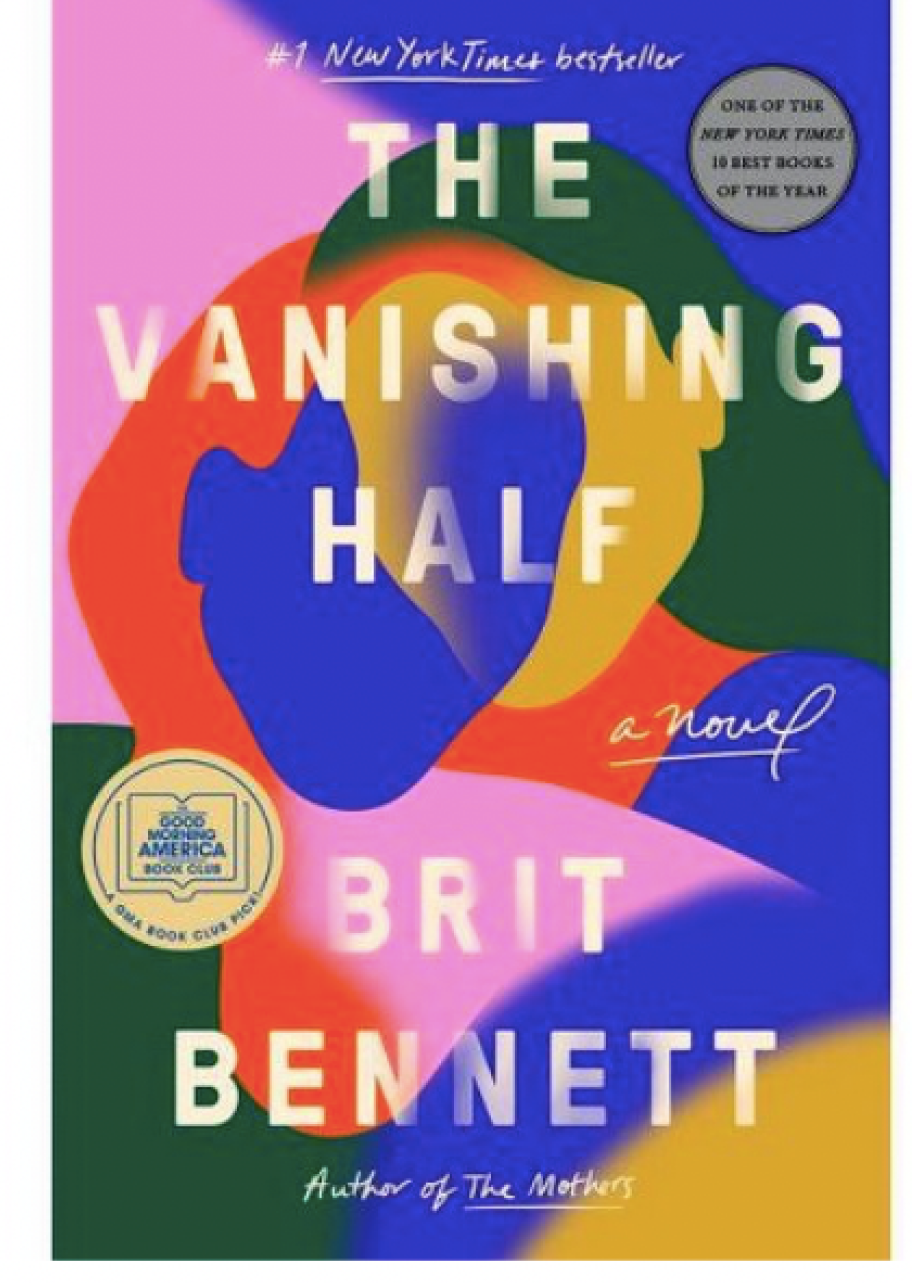 #1 New York Times bestseller
THE
ONE OF THE
NEW YORK TIMES
10 BEST BOOKS
OF THE YEAR
VANISHING
HALF
a novel
GOOD
MORNING
AMERICA
BOOK CLUB
A GMA BOOK CLUB PICK!
BRIT
BENNETT
Author of The Mothers